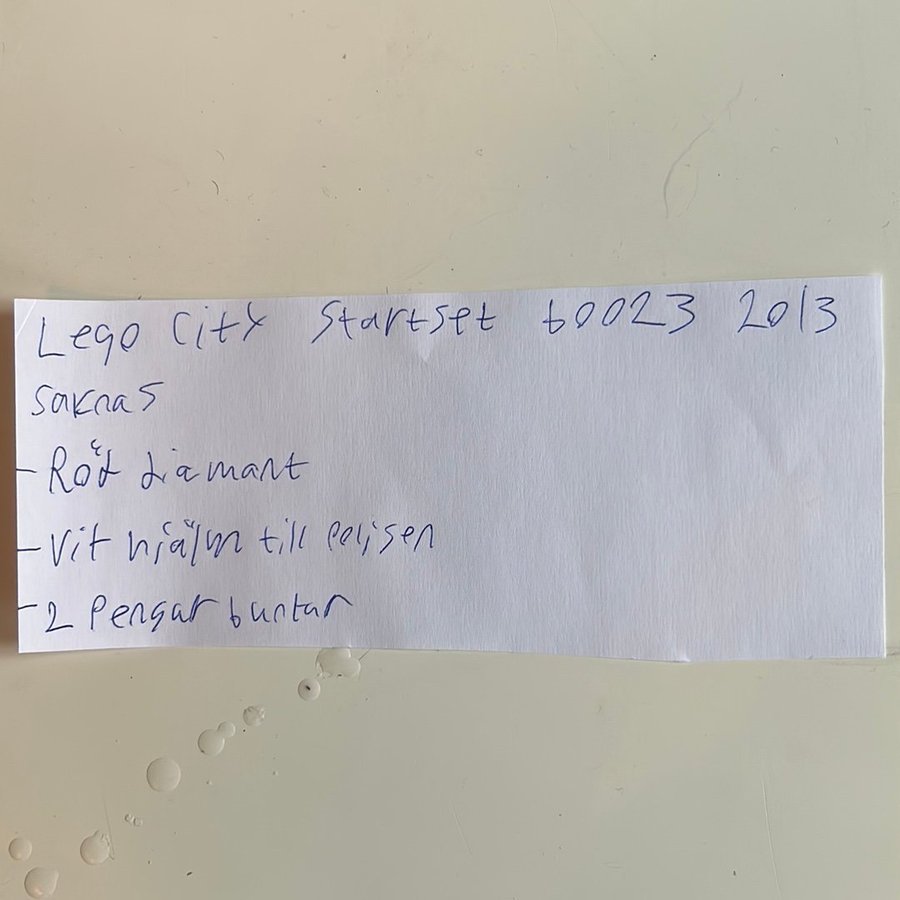 Lego City Startset 60023 2013
saknas
- Röd diamant
- Vit hjälm till polisen
- 2 Pengar buntar